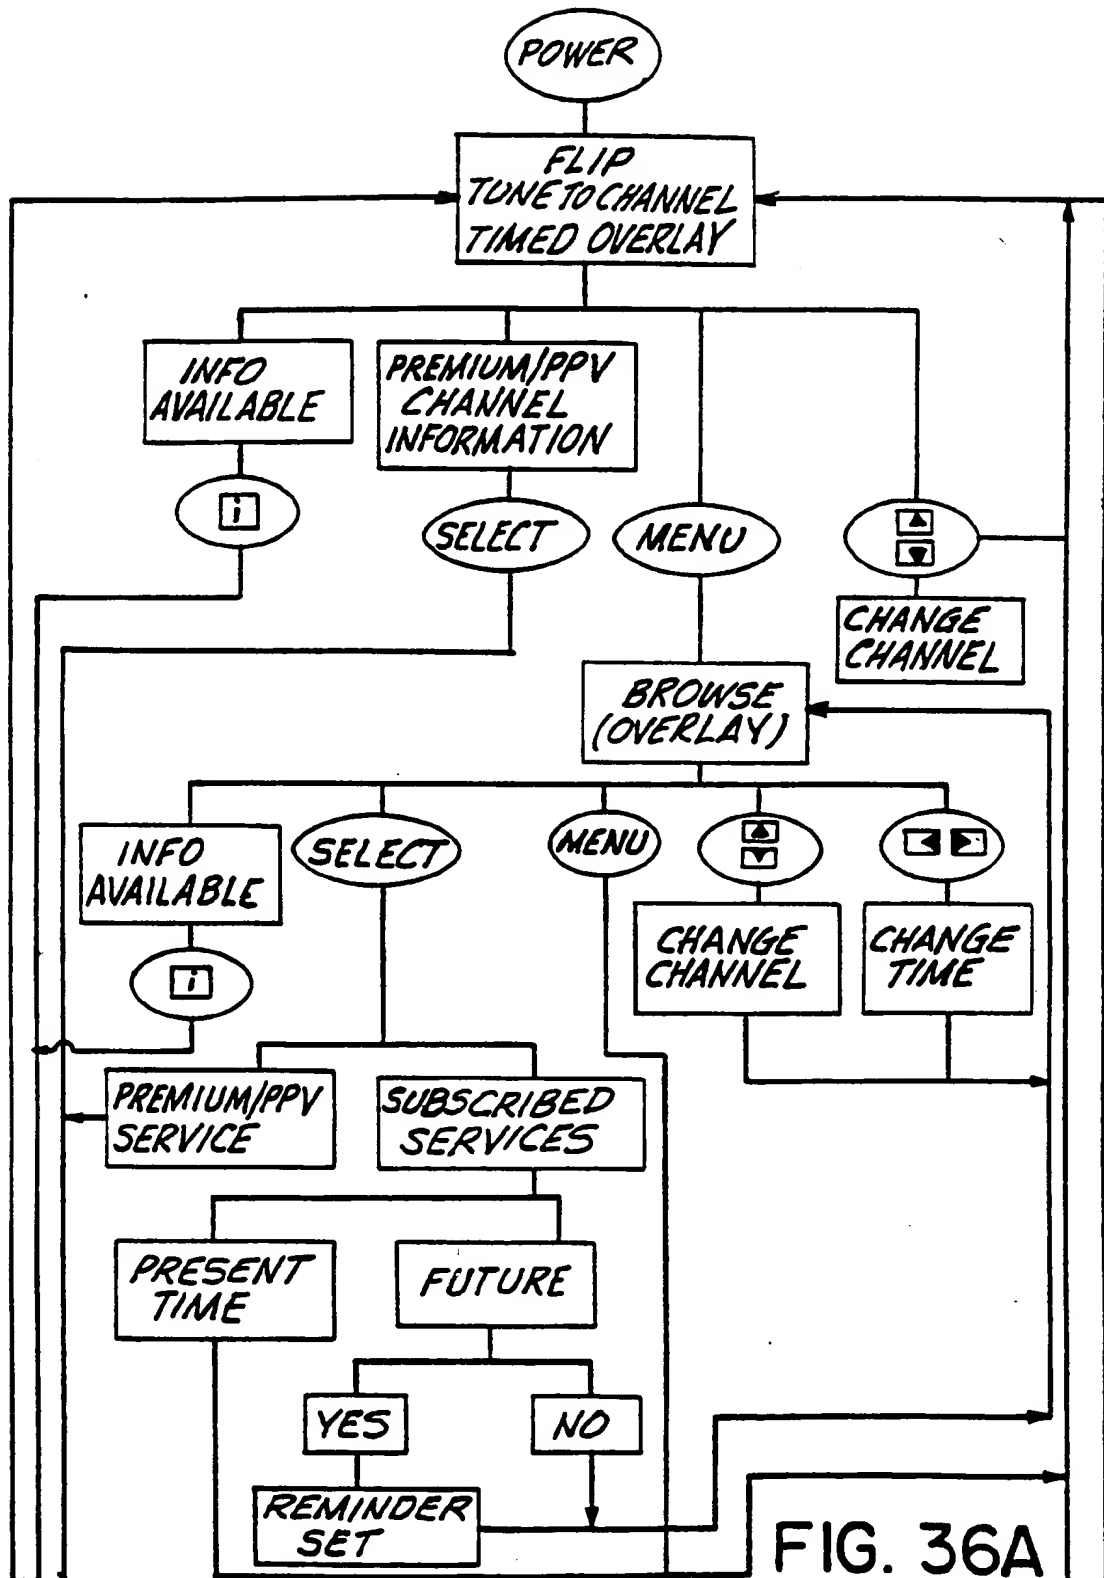 POWER
FLIP
TUNE TO CHANNEL
TIMED OVERLAY
INFO
AVAILABLE
PREMIUM/PPV
CHANNEL
INFORMATION
i
SELECT
MENU
CHANGE
CHANNEL
BROWSE
(OVERLAY)
INFO
AVAILABLE
SELECT
MENU
i
CHANGE
CHANNEL
CHANGE
TIME
PREMIUM/PPV
SERVICE
SUBSCRIBED
SERVICES
PRESENT
TIME
FUTURE
YES
NO
REMINDER
SET
FIG. 36A